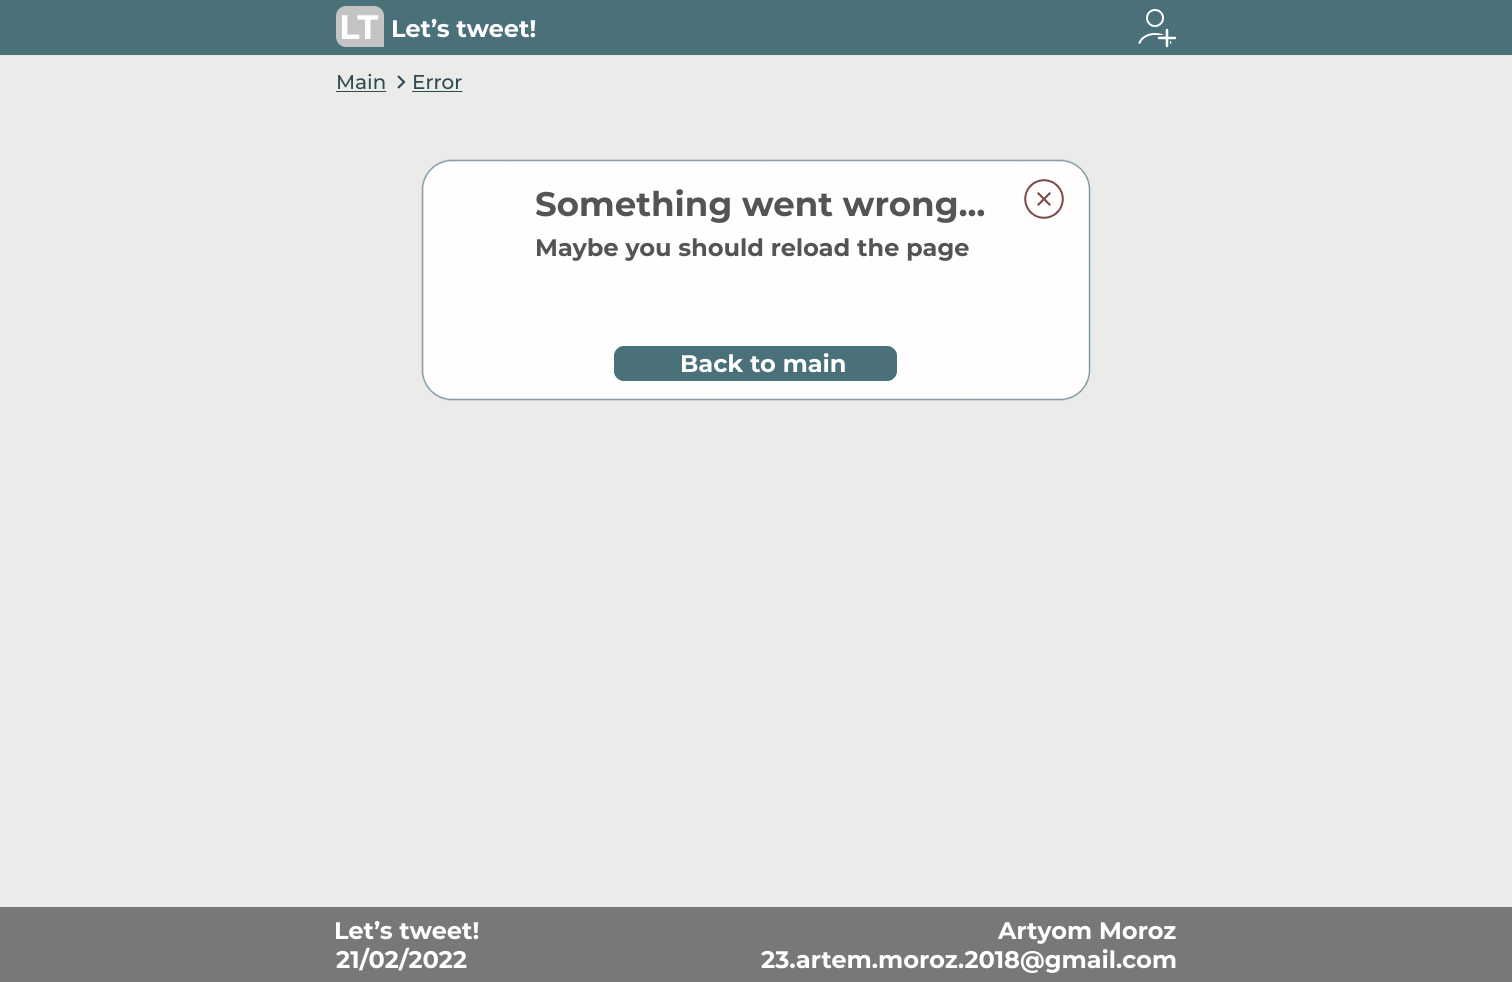 LT Let’s tweet!
Main > Error
Something went wrong...
Maybe you should reload the page
Back to main
Let’s tweet!
Artyom Moroz
21/02/2022
23.artem.moroz.2018@gmail.com